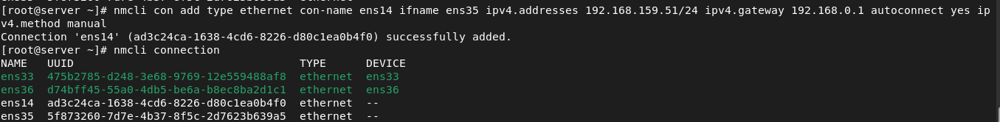 [root@server ~]# nmcli con add type ethernet con-name ens14 ifname ens35 ipv4.addresses 192.168.159.51/24 ipv4.gateway 192.168.0.1 autoconnect yes ip
v4.method manual
Connection 'ens14' (ad3c24ca-1638-4cd6-8226-d80c1ea0b4f0) successfully added.
[root@server ~]# nmcli connection
NAME   UUID                                  TYPE      DEVICE
ens33  475b2785-d248-3e68-9769-12e559488af8  ethernet  ens33
ens36  d74bff45-55a0-4db5-be6a-b8ec8ba2d1c1  ethernet  ens36
ens14  ad3c24ca-1638-4cd6-8226-d80c1ea0b4f0  ethernet  --
ens35  5f873260-7d7e-4b37-8f5c-2d7623b639a5  ethernet  --